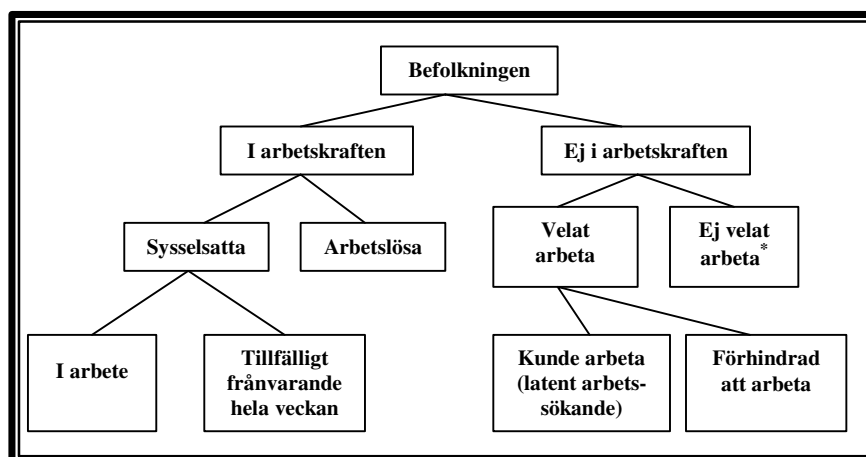 Befolkningen
I arbetskraften
Ej i arbetskraften
Sysselsatta
Arbetslösa
Velat
arbeta
Ej velat
arbeta*
I arbete
Tillfälligt
frånvarande
hela veckan
Kunde arbeta
(latent arbets-
sökande)
Förhindrad
att arbeta